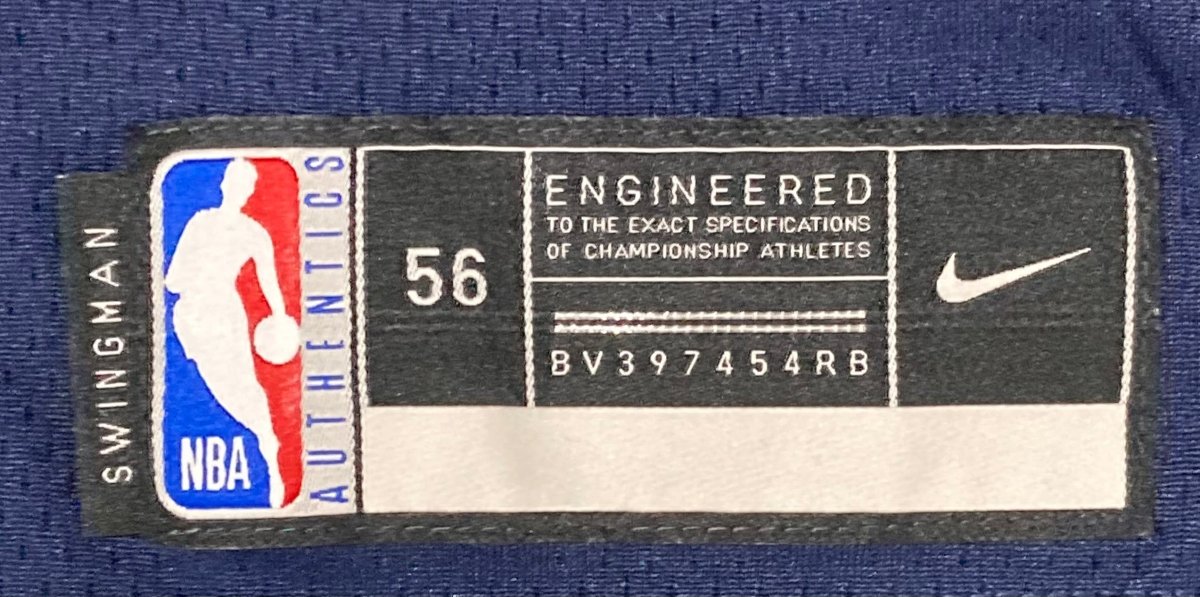 SWINGMAN
NBA
AUTHENTICS
56
ENGINEERED
TO THE EXACT SPECIFICATIONS
OF CHAMPIONSHIP ATHLETES
BV397454RB